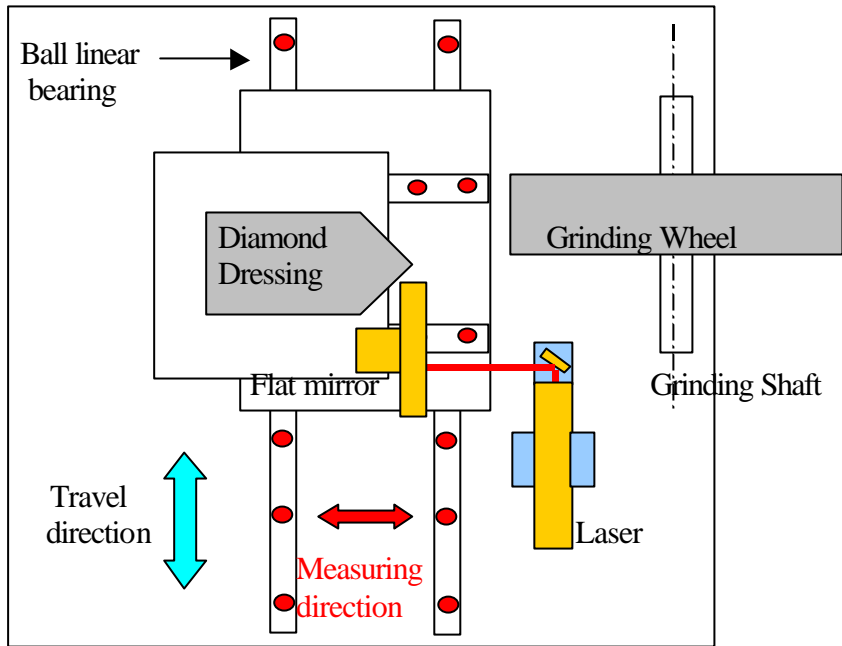 Ball linear
bearing
Diamond
Dressing
Grinding Wheel
Flat mirror
Grinding Shaft
Travel
direction
Laser
Measuring
direction